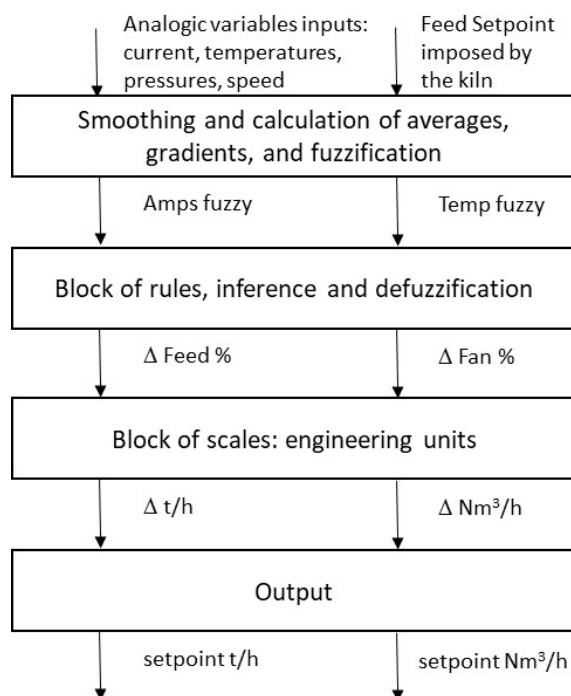 Analogic variables inputs:
current, temperatures,
pressures, speed
Feed Setpoint
imposed by
the kiln
Smoothing and calculation of averages,
gradients, and fuzzification
Amps fuzzy
Temp fuzzy
Block of rules, inference and defuzzification
Δ Feed %
Δ Fan %
Block of scales: engineering units
Δ t/h
Δ Nm³/h
Output
setpoint t/h
setpoint Nm³/h